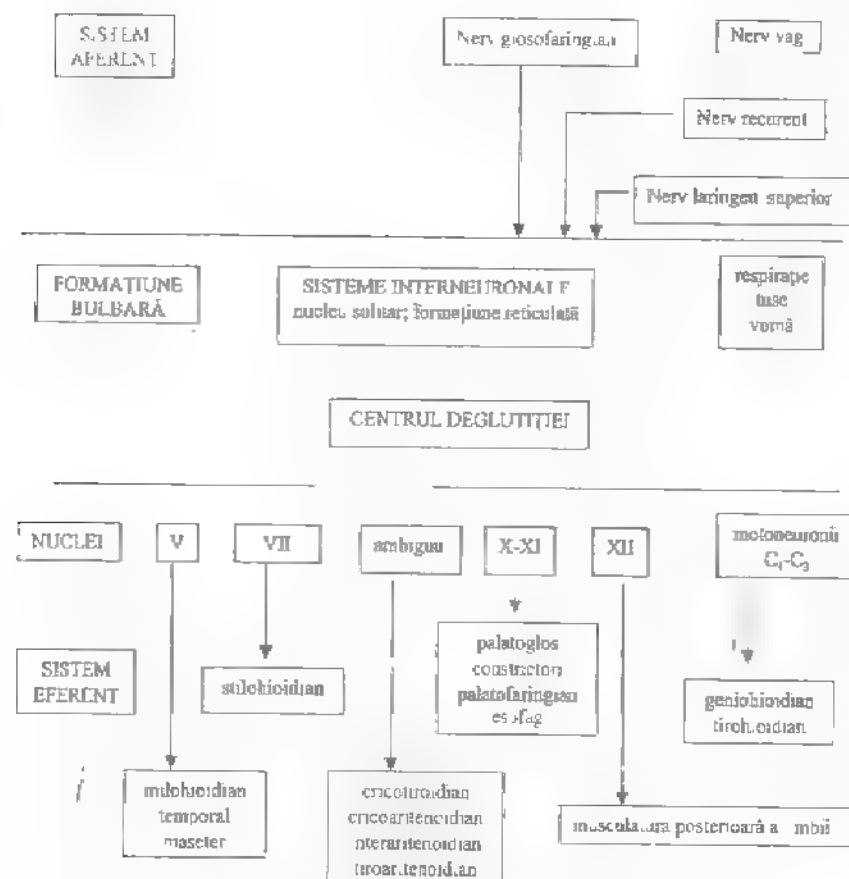 SISTEM
AFERENT
Nerv glosofaringian
Nerv vag
Nerv recurent
Nerv laringeu superior
FORMAȚIUNE
BULBARĂ
SISTEME INTERNEURONALE
nucleu solitar; formațiune reticulată
respirație
tuse
vomă
CENTRUL DEGLUTIȚIEI
NUCLEI
V
VII
ambiguu
X-XI
XII
motoneuronii
C₁-C₃
SISTEM
EFERENT
stilohioidian
palatoglos
constrictori
palatofaringian
esofag
geniohioidian
tirohioidian
milohioidian
temporal
maseter
cricotiroidian
cricoaritenoidian
interaritenoidian
tiroaritenoidian
musculatura posterioară a limbii